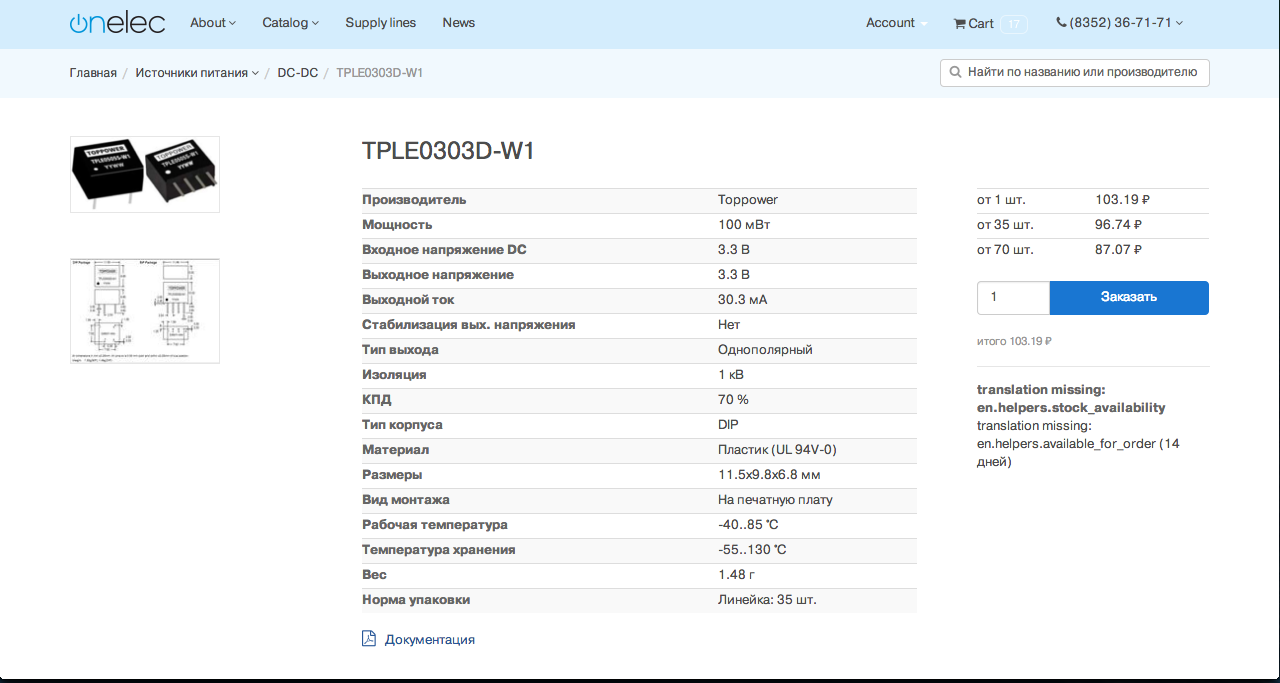 onelec About Catalog Supply lines News Account Cart 17 (8352) 36-71-71
Главная / Источники питания / DC-DC / TPLE0303D-W1 Найти по названию или производителю
TOPPOWER TOPPOWER
YYWW YYWW
TPLE0303D-W1
Производитель Toppower
Мощность 100 мВт
Входное напряжение DC 3.3 В
Выходное напряжение 3.3 В
Выходной ток 30.3 мА
Стабилизация вых. напряжения Нет
Тип выхода Однополярный
Изоляция 1 кВ
КПД 70 %
Тип корпуса DIP
Материал Пластик (UL 94V-0)
Размеры 11.5x9.8x6.8 мм
Вид монтажа На печатную плату
Рабочая температура -40..85 °C
Температура хранения -55..130 °C
Вес 1.48 г
Норма упаковки Линейка: 35 шт.
Документация
от 1 шт. 103.19 ₽
от 35 шт. 96.74 ₽
от 70 шт. 87.07 ₽
1 Заказать
итого 103.19 ₽
translation missing:
en.helpers.stock_availability
translation missing:
en.helpers.available_for_order (14
дней)